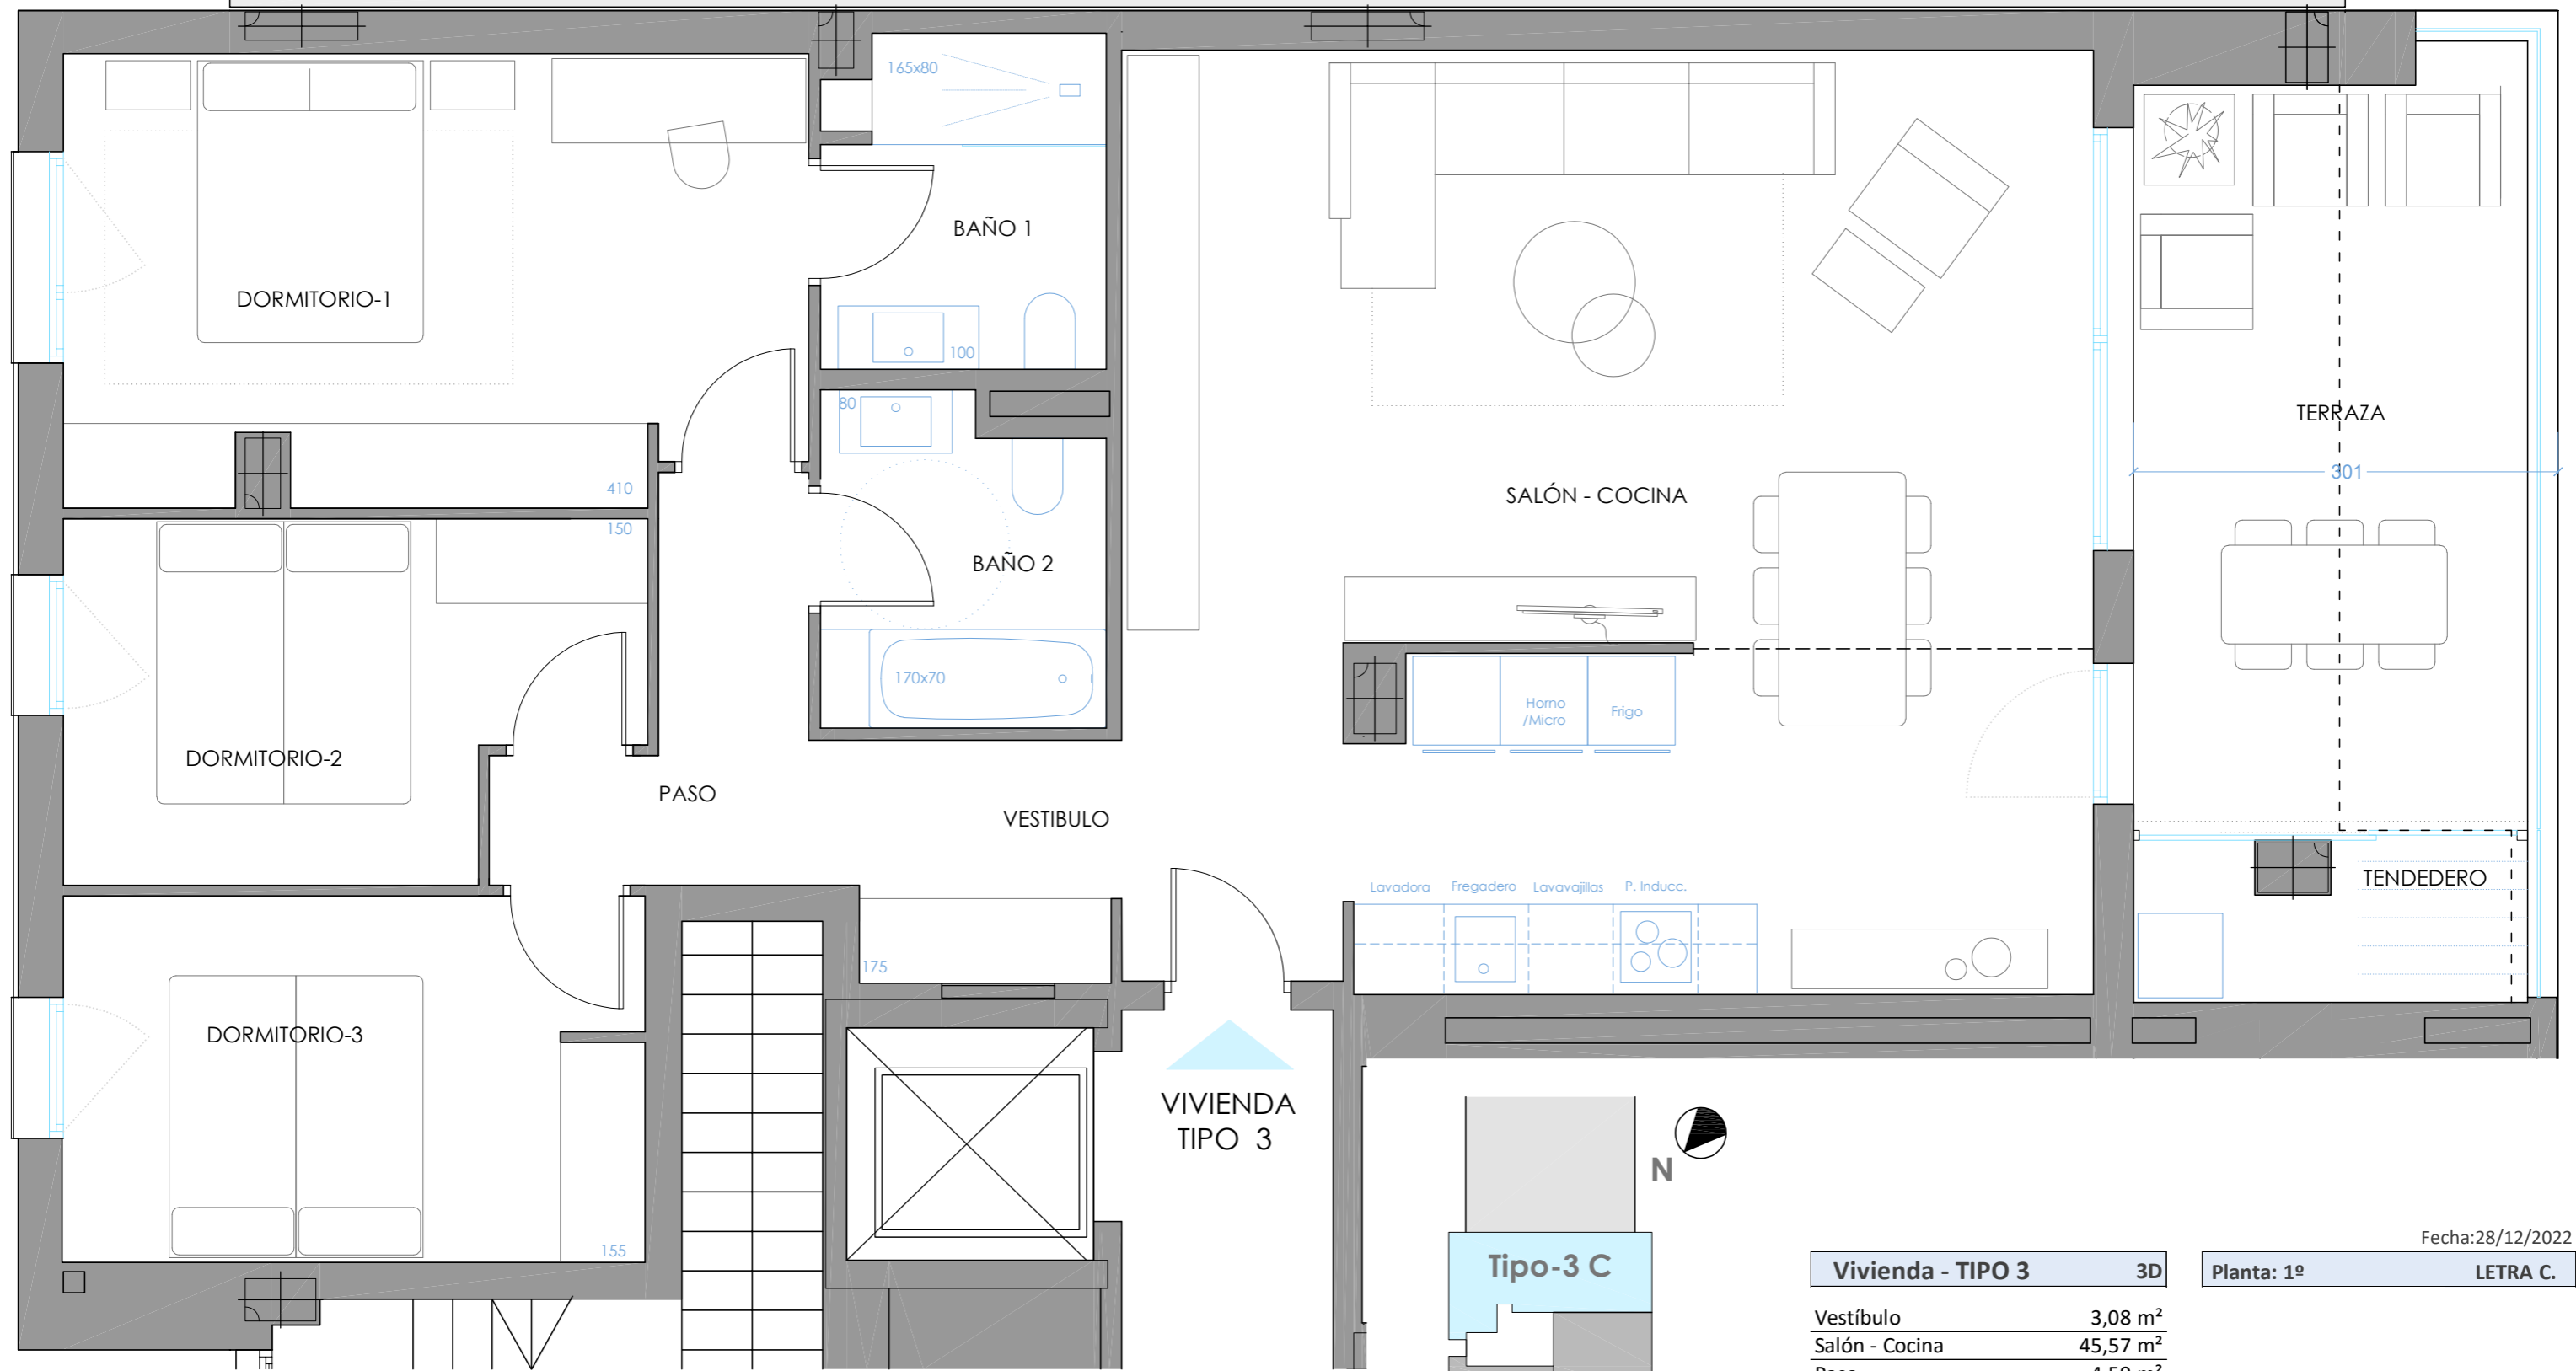 165x80
BAÑO 1
DORMITORIO-1
100
80
TERRAZA
301
410
SALÓN - COCINA
150
BAÑO 2
170x70
Horno
/Micro
Frigo
DORMITORIO-2
PASO
VESTIBULO
Lavadora
Fregadero
Lavavajillas
P. Inducc.
TENDEDERO
175
DORMITORIO-3
155
VIVIENDA
TIPO 3
N
Tipo-3 C
Fecha:28/12/2022
Vivienda - TIPO 3 3D
Planta: 1º LETRA C.
Vestíbulo 3,08 m²
Salón - Cocina 45,57 m²